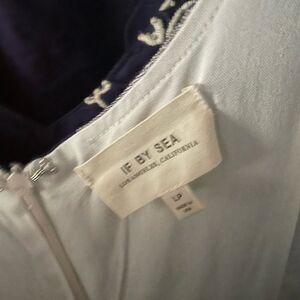 IF BY SEA
LOS ANGELES, CALIFORNIA
LP